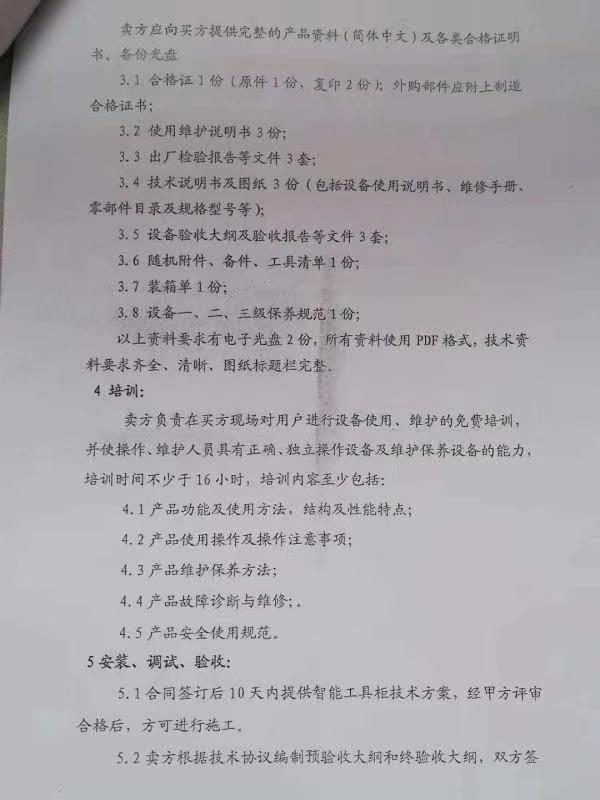 卖方应向买方提供完整的产品资料(简体中文)及各类合格证明
书、备份光盘
3.1 合格证1份(原件1份,复印2份);外购部件应附上制造
合格证书;
3.2 使用维护说明书3份;
3.3 出厂检验报告等文件3套;
3.4 技术说明书及图纸3份(包括设备使用说明书、维修手册、
零部件目录及规格型号等);
3.5 设备验收大纲及验收报告等文件3套;
3.6 随机附件、备件、工具清单1份;
3.7 装箱单1份;
3.8 设备一、二、三级保养规范1份;
以上资料要求有电子光盘2份,所有资料使用PDF格式,技术资
料要求齐全、清晰、图纸标题栏完整.
4 培训:
卖方负责在买方现场对用户进行设备使用、维护的免费培训,
并使操作、维护人员具有正确、独立操作设备及维护保养设备的能力,
培训时间不少于16小时,培训内容至少包括:
4.1 产品功能及使用方法,结构及性能特点;
4.2 产品使用操作及操作注意事项;
4.3 产品维护保养方法;
4.4 产品故障诊断与维修;。
4.5 产品安全使用规范。
5 安装、调试、验收:
5.1 合同签订后10天内提供智能工具柜技术方案,经甲方评审
合格后,方可进行施工。
5.2 卖方根据技术协议编制预验收大纲和终验收大纲,双方签